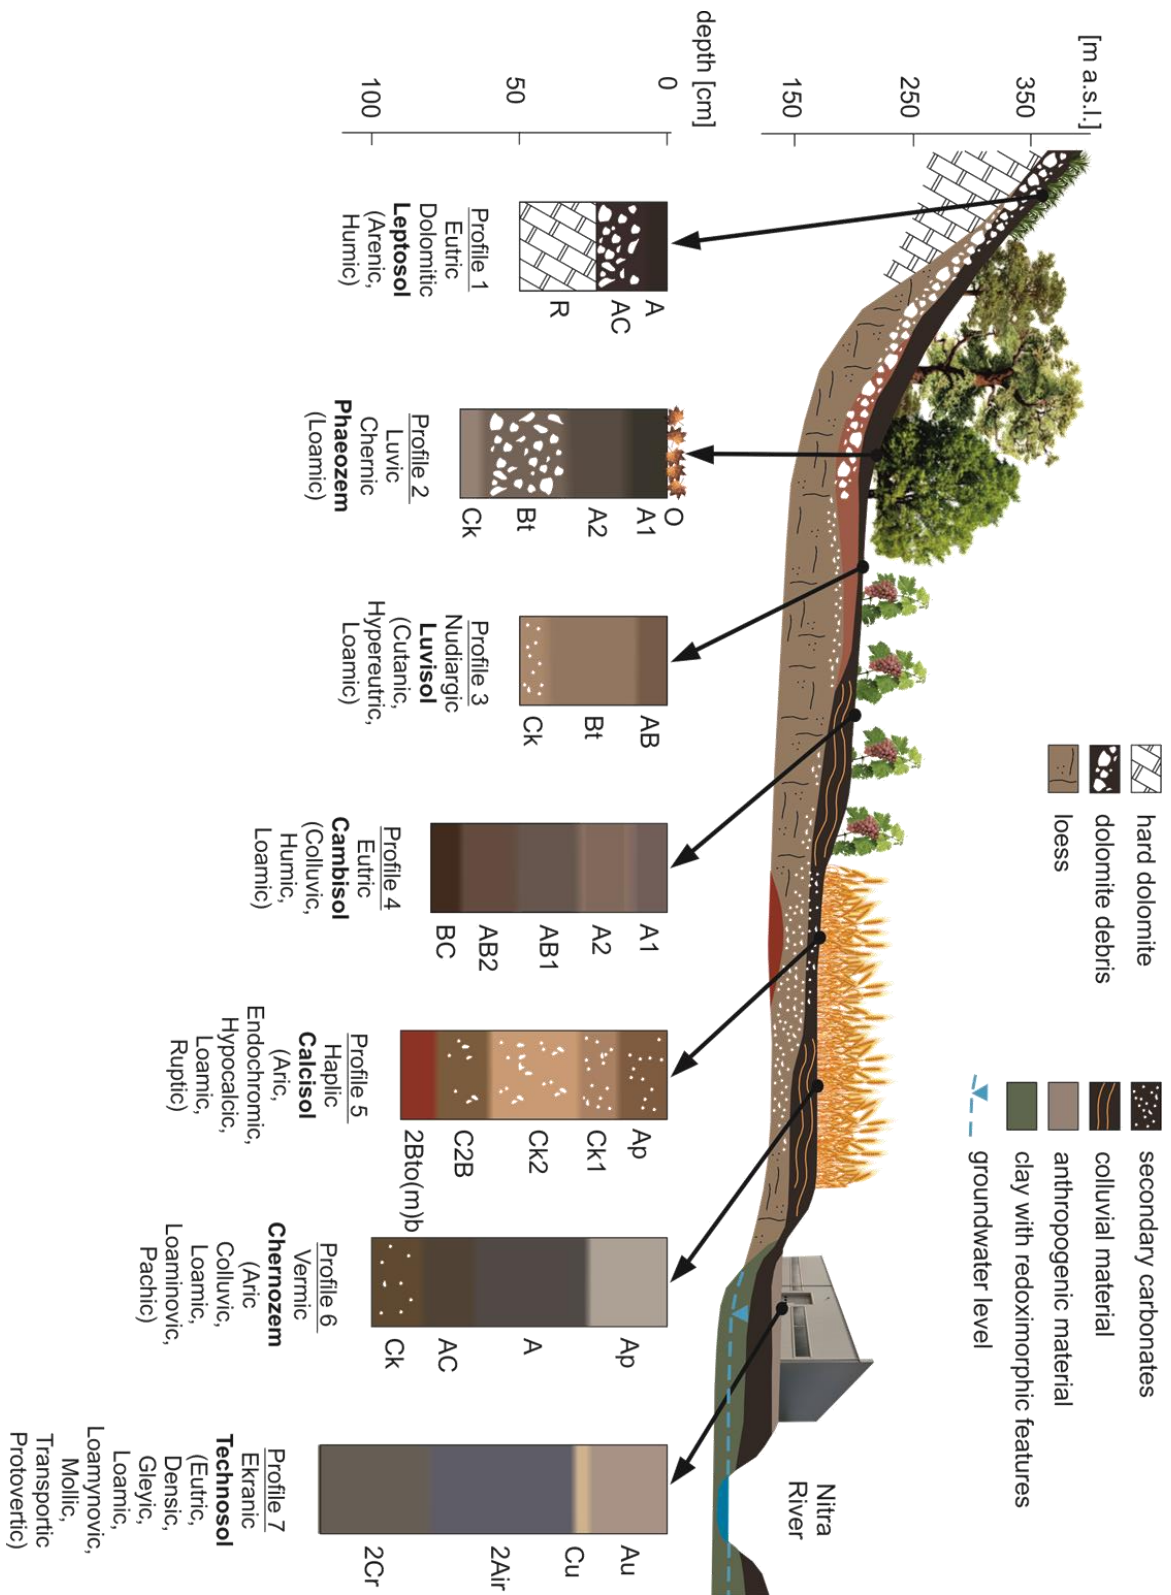 [m a.s.l.]
350
250
150
depth [cm]
0
50
100
hard dolomite
dolomite debris
loess
secondary carbonates
colluvial material
anthropogenic material
clay with redoximorphic features
groundwater level
Nitra
River
A
AC
R
Profile 1
Eutric
Dolomitic
Leptosol
(Arenic,
Humic)
O
A1
A2
Bt
Ck
Profile 2
Luvic
Chernic
Phaeozem
(Loamic)
AB
Bt
Ck
Profile 3
Nudiargic
Luvisol
(Cutanic,
Hypereutric,
Loamic)
A1
A2
AB1
AB2
BC
Profile 4
Eutric
Cambisol
(Colluvic,
Humic,
Loamic)
Ap
Ck1
Ck2
C2B
2Bto(m)b
Profile 5
Haplic
Calcisol
(Aric,
Endochromic,
Hypocalcic,
Loamic,
Ruptic)
Ap
A
AC
Ck
Profile 6
Vermic
Chernozem
(Aric
Colluvic,
Loamic,
Loaminovic,
Pachic)
Au
Cu
2Air
2Cr
Profile 7
Ekranic
Technosol
(Eutric,
Densic,
Gleyic,
Loamic,
Loamynovic,
Mollic,
Transportic
Protovertic)